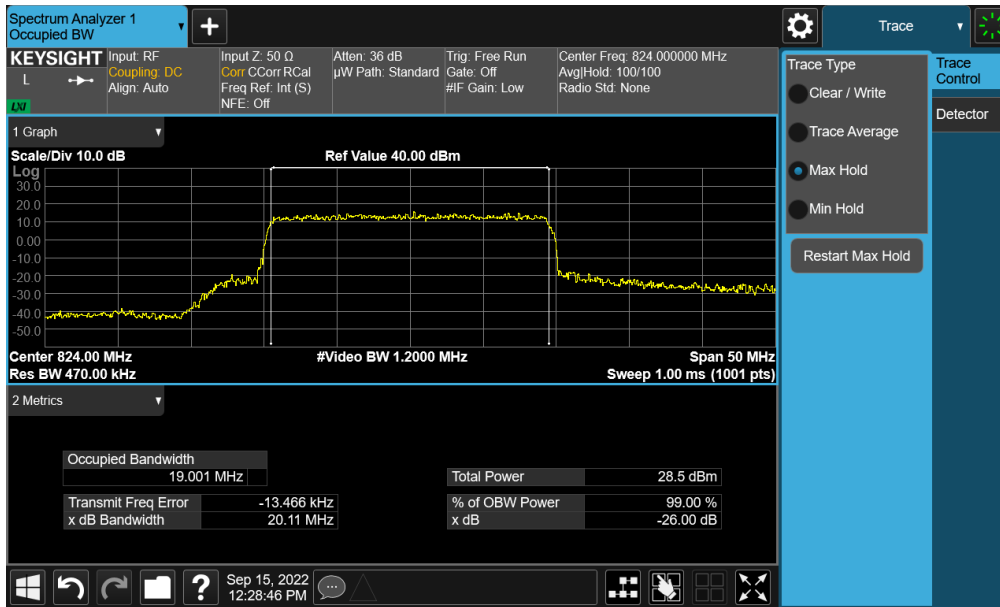 Spectrum Analyzer 1
Occupied BW
+
Trace
KEYSIGHT
L
LXI
Input: RF
Coupling: DC
Align: Auto
Input Z: 50 Ω
Corr CCorr RCal
Freq Ref: Int (S)
NFE: Off
Atten: 36 dB
µW Path: Standard
Trig: Free Run
Gate: Off
#IF Gain: Low
Center Freq: 824.000000 MHz
Avg|Hold: 100/100
Radio Std: None
Trace Type
Clear / Write
Trace Average
Max Hold
Min Hold
Restart Max Hold
Trace
Control
Detector
1 Graph
Scale/Div 10.0 dB
Ref Value 40.00 dBm
Log
30.0
20.0
10.0
0.00
-10.0
-20.0
-30.0
-40.0
-50.0
Center 824.00 MHz
#Video BW 1.2000 MHz
Span 50 MHz
Res BW 470.00 kHz
Sweep 1.00 ms (1001 pts)
2 Metrics
Occupied Bandwidth
19.001 MHz
Total Power 28.5 dBm
Transmit Freq Error -13.466 kHz
% of OBW Power 99.00 %
x dB Bandwidth 20.11 MHz
x dB -26.00 dB
?
Sep 15, 2022
12:28:46 PM